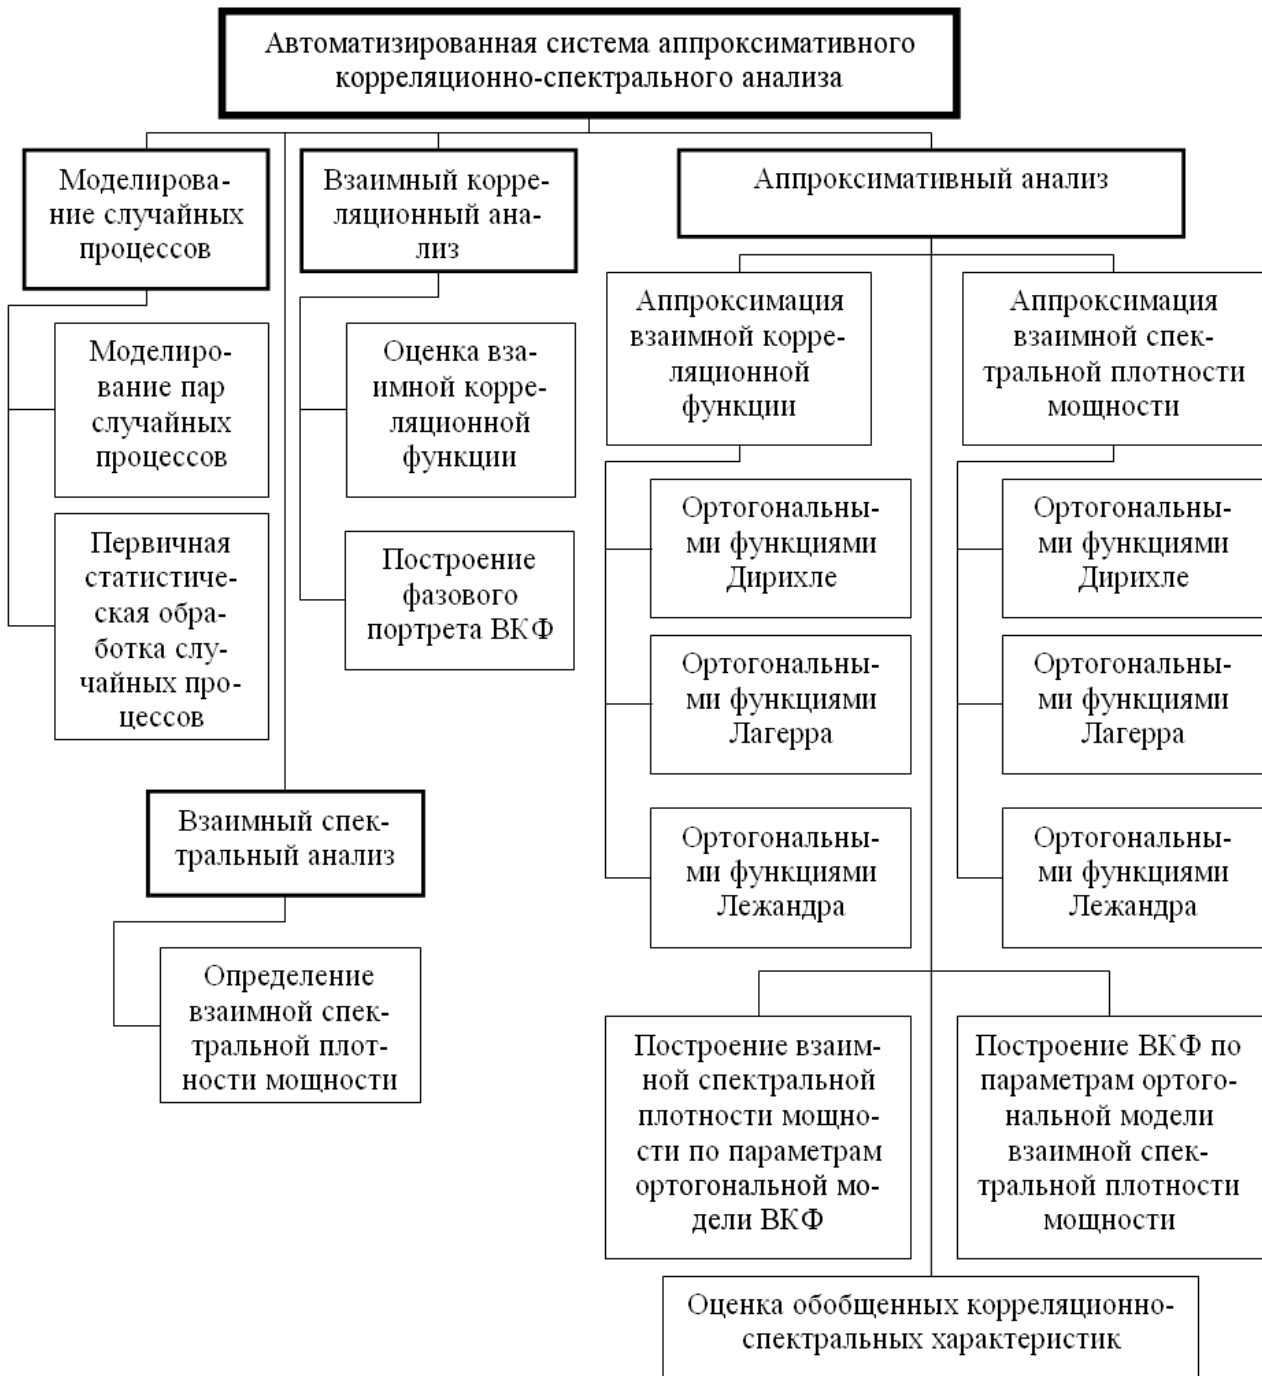 Автоматизированная система аппроксимативного
корреляционно-спектрального анализа
Моделирова-
ние случайных
процессов
Взаимный корре-
ляционный ана-
лиз
Аппроксимативный анализ
Моделиро-
вание пар
случайных
процессов
Первичная
статистиче-
ская обра-
ботка слу-
чайных про-
цессов
Оценка вза-
имной корре-
ляционной
функции
Построение
фазового
портрета ВКФ
Взаимный спек-
тральный анализ
Определение
взаимной спек-
тральной плот-
ности мощности
Аппроксимация
взаимной корре-
ляционной
функции
Ортогональны-
ми функциями
Дирихле
Ортогональны-
ми функциями
Лагерра
Ортогональны-
ми функциями
Лежандра
Аппроксимация
взаимной спек-
тральной плотности
мощности
Ортогональны-
ми функциями
Дирихле
Ортогональны-
ми функциями
Лагерра
Ортогональны-
ми функциями
Лежандра
Построение взаим-
ной спектральной
плотности мощно-
сти по параметрам
ортогональной мо-
дели ВКФ
Построение ВКФ по
параметрам ортого-
нальной модели
взаимной спек-
тральной плотности
мощности
Оценка обобщенных корреляционно-
спектральных характеристик